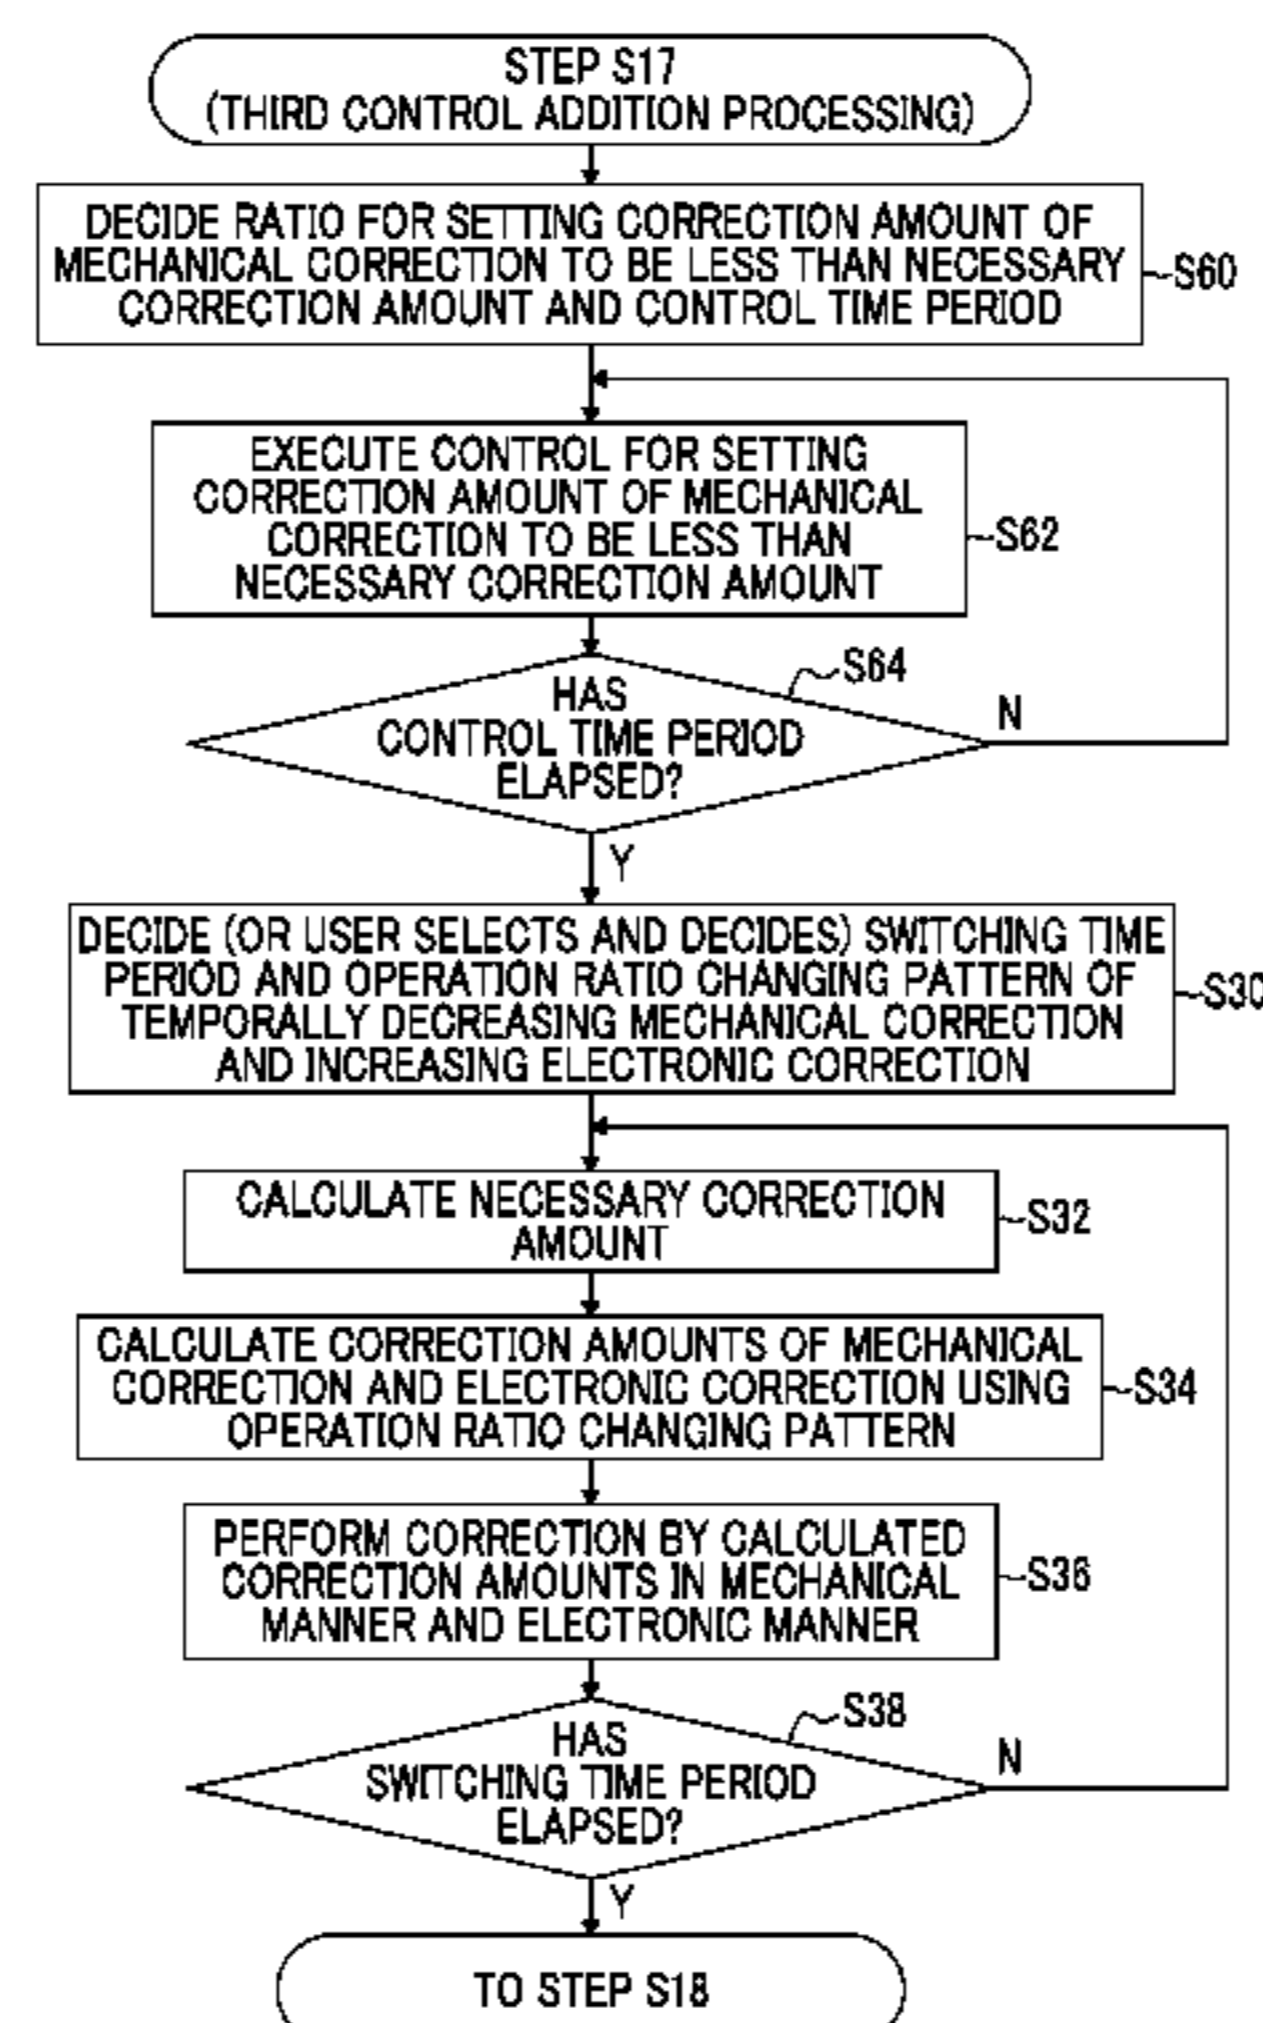 STEP S17
(THIRD CONTROL ADDITION PROCESSING)
DECIDE RATIO FOR SETTING CORRECTION AMOUNT OF
MECHANICAL CORRECTION TO BE LESS THAN NECESSARY
CORRECTION AMOUNT AND CONTROL TIME PERIOD
S60
EXECUTE CONTROL FOR SETTING
CORRECTION AMOUNT OF MECHANICAL
CORRECTION TO BE LESS THAN
NECESSARY CORRECTION AMOUNT
S62
S64
HAS
CONTROL TIME PERIOD
ELAPSED?
N
Y
DECIDE (OR USER SELECTS AND DECIDES) SWITCHING TIME
PERIOD AND OPERATION RATIO CHANGING PATTERN OF
TEMPORALLY DECREASING MECHANICAL CORRECTION
AND INCREASING ELECTRONIC CORRECTION
S30
CALCULATE NECESSARY CORRECTION
AMOUNT
S32
CALCULATE CORRECTION AMOUNTS OF MECHANICAL
CORRECTION AND ELECTRONIC CORRECTION USING
OPERATION RATIO CHANGING PATTERN
S34
PERFORM CORRECTION BY CALCULATED
CORRECTION AMOUNTS IN MECHANICAL
MANNER AND ELECTRONIC MANNER
S36
S38
HAS
SWITCHING TIME PERIOD
ELAPSED?
N
Y
TO STEP S18